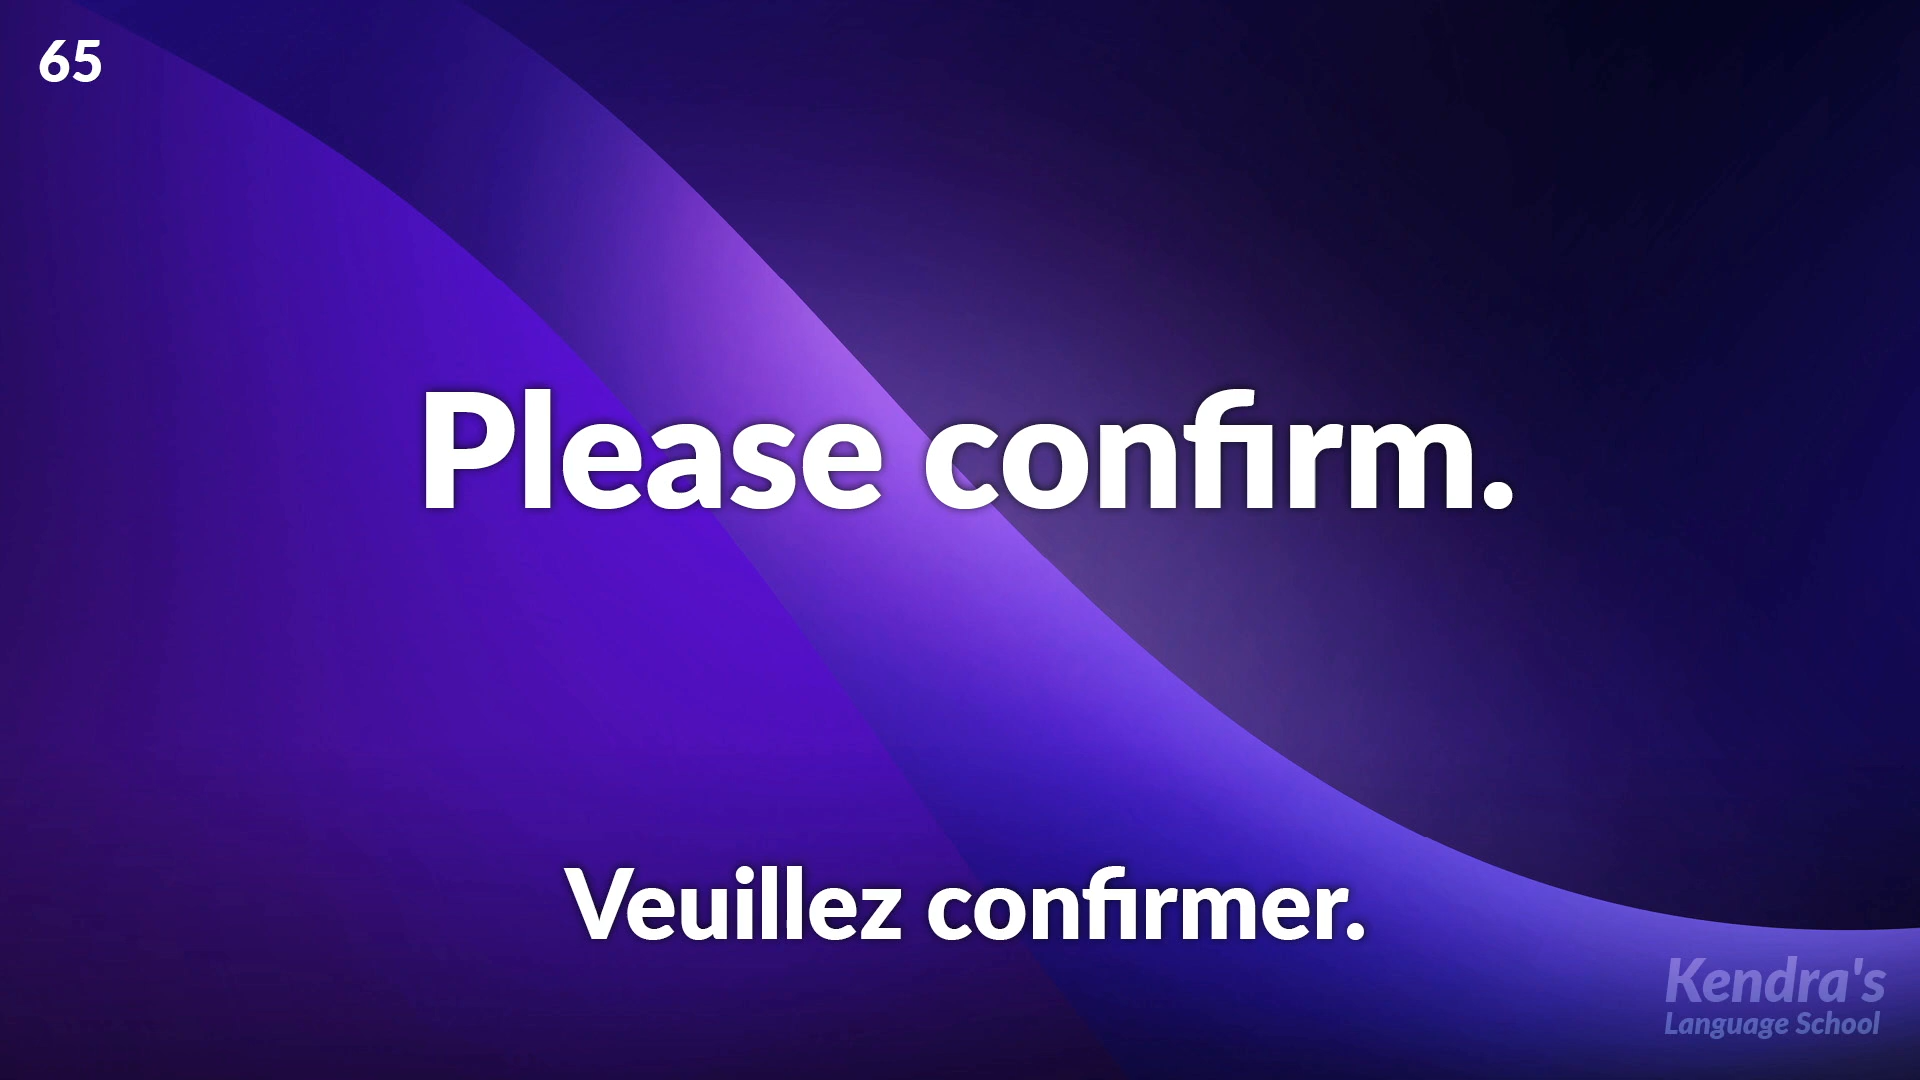 65
Please confirm.
Veuillez confirmer.
Kendra's
Language School